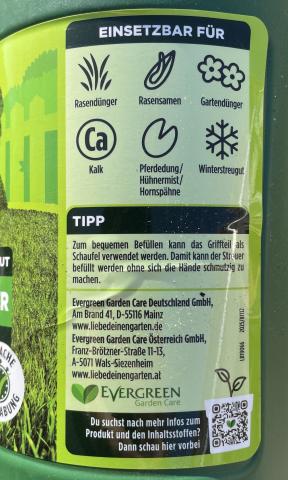 EINSETZBAR FÜR
Rasendünger
Rasensamen
Gartendünger
Ca
Kalk
Pferdedung/
Hühnermist/
Hornspähne
Winterstreugut
TIPP
Zum bequemen Befüllen kann das Griffteil als
Schaufel verwendet werden. Damit kann der Streuer
befüllt werden ohne sich die Hände schmutzig zu
machen.
Evergreen Garden Care Deutschland GmbH,
Am Brand 41, D-55116 Mainz
www.liebedeinengarten.de
Evergreen Garden Care Österreich GmbH,
Franz-Brötzner-Straße 11-13,
A-5071 Wals-Siezenheim
www.liebedeinengarten.at
EVERGREEN
Garden Care
Du suchst nach mehr Infos zum
Produkt und den Inhaltsstoffen?
Dann schau hier vorbei
UT
R